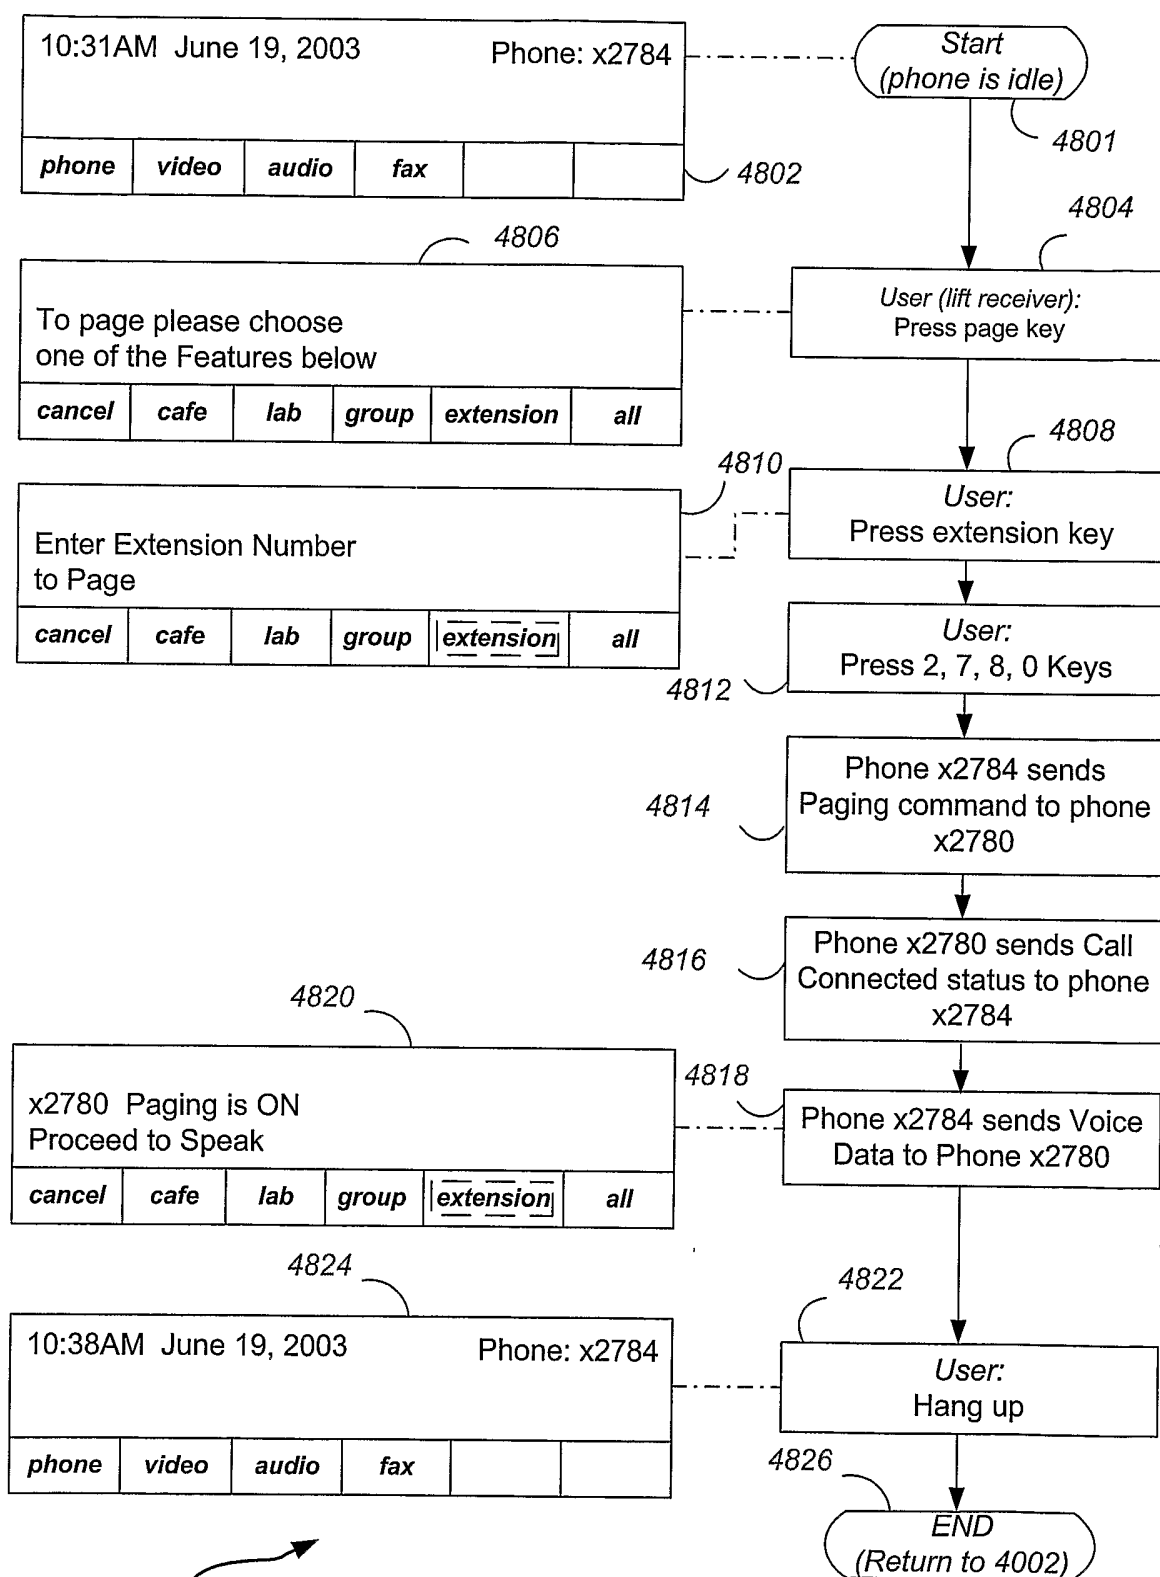 10:31AM June 19, 2003 Phone: x2784
phone video audio fax
4802
Start
(phone is idle)
4801
4804
User (lift receiver):
Press page key
4806
To page please choose
one of the Features below
cancel cafe lab group extension all
4808
User:
Press extension key
4810
Enter Extension Number
to Page
cancel cafe lab group extension all
User:
Press 2, 7, 8, 0 Keys
4812
Phone x2784 sends
Paging command to phone
x2780
4814
Phone x2780 sends Call
Connected status to phone
x2784
4816
4820
x2780 Paging is ON
Proceed to Speak
cancel cafe lab group extension all
4818
Phone x2784 sends Voice
Data to Phone x2780
4824
10:38AM June 19, 2003 Phone: x2784
phone video audio fax
4822
User:
Hang up
4826
END
(Return to 4002)